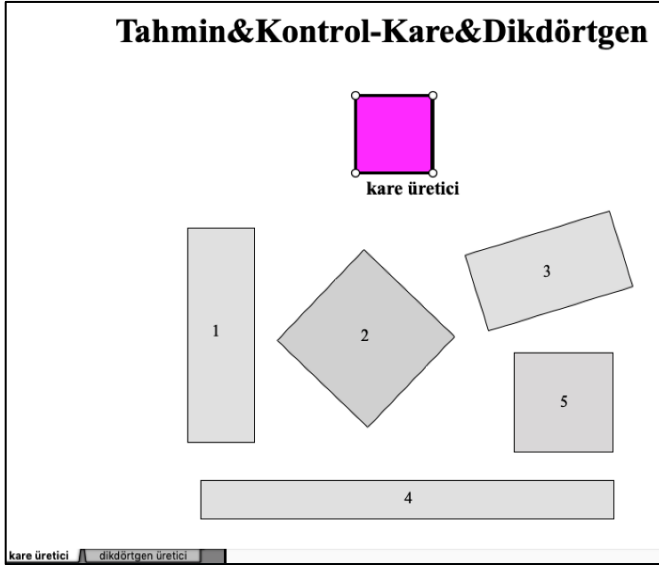 Tahmin&Kontrol-Kare&Dikdörtgen
kare üretici
3
1
2
5
4
kare üretici
dikdörtgen üretici